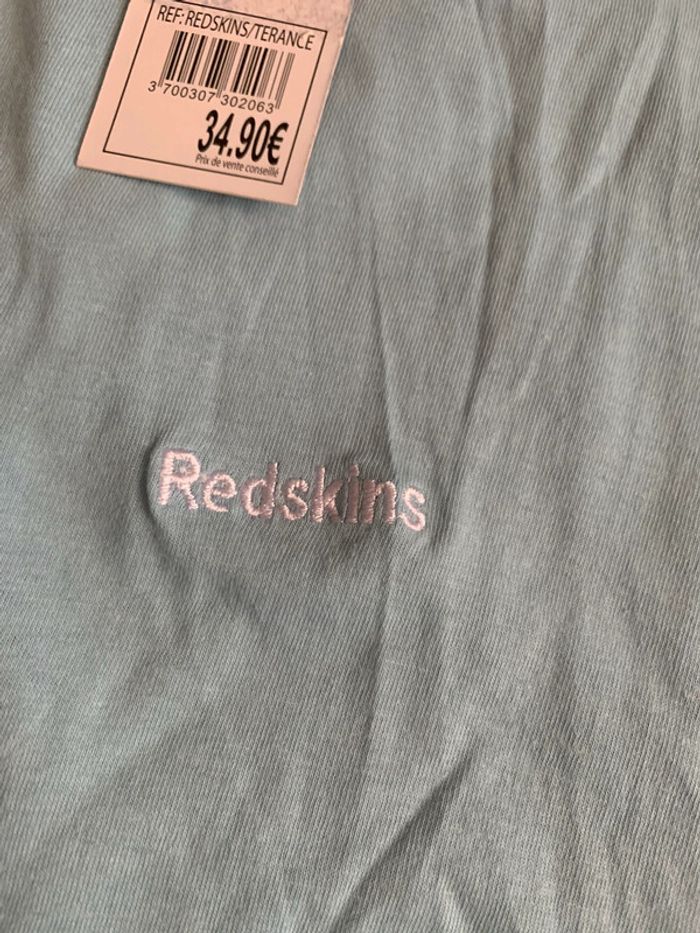 REF: REDSKINS/TERANCE
3 700307 302063
34.90€
Prix de vente conseillé
Redskins